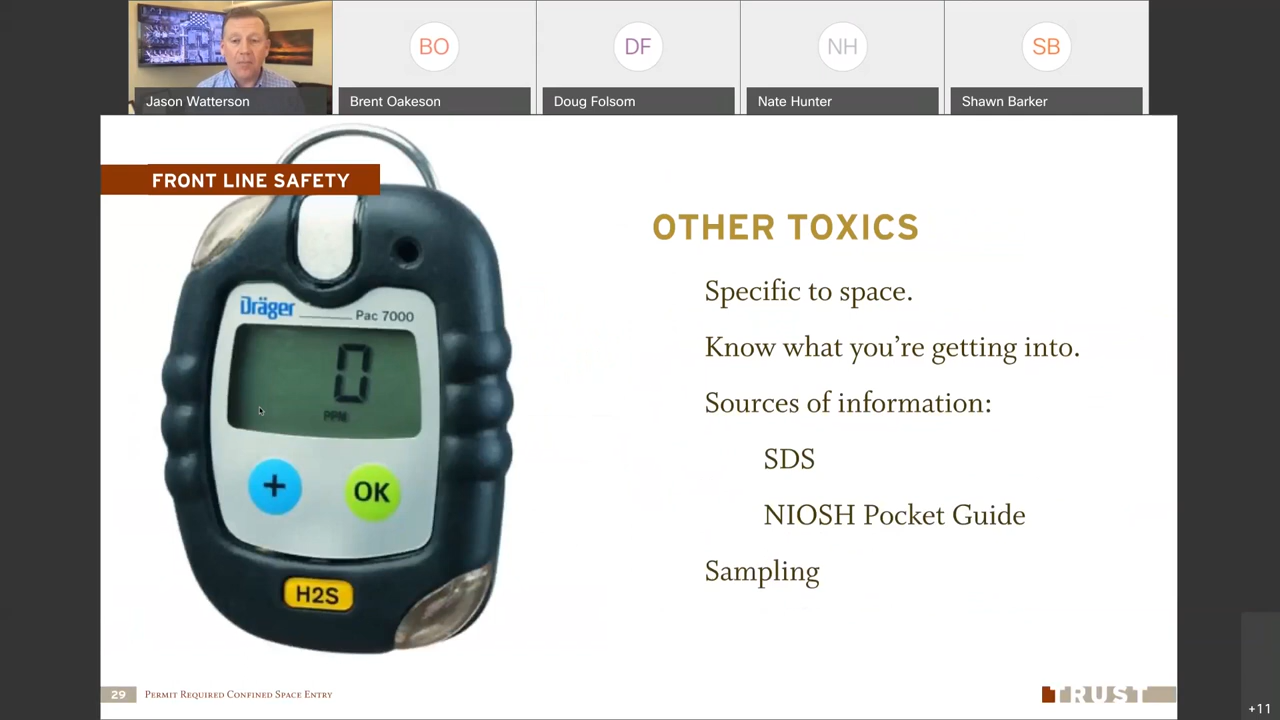 BO
DF
NH
SB
Jason Watterson
Brent Oakeson
Doug Folsom
Nate Hunter
Shawn Barker
FRONT LINE SAFETY
OTHER TOXICS
Specific to space.
Know what you're getting into.
Sources of information:
SDS
NIOSH Pocket Guide
Sampling
Dräger
Pac 7000
0
PPM
+
OK
H2S
29
PERMIT REQUIRED CONFINED SPACE ENTRY
TRUST
+11